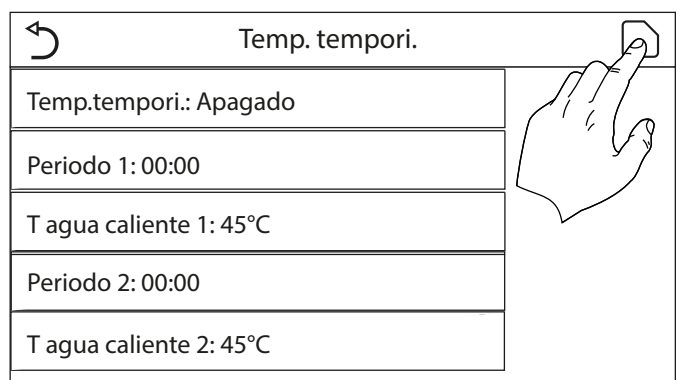 Temp. tempori.
Temp.tempori.: Apagado
Periodo 1: 00:00
T agua caliente 1: 45°C
Periodo 2: 00:00
T agua caliente 2: 45°C